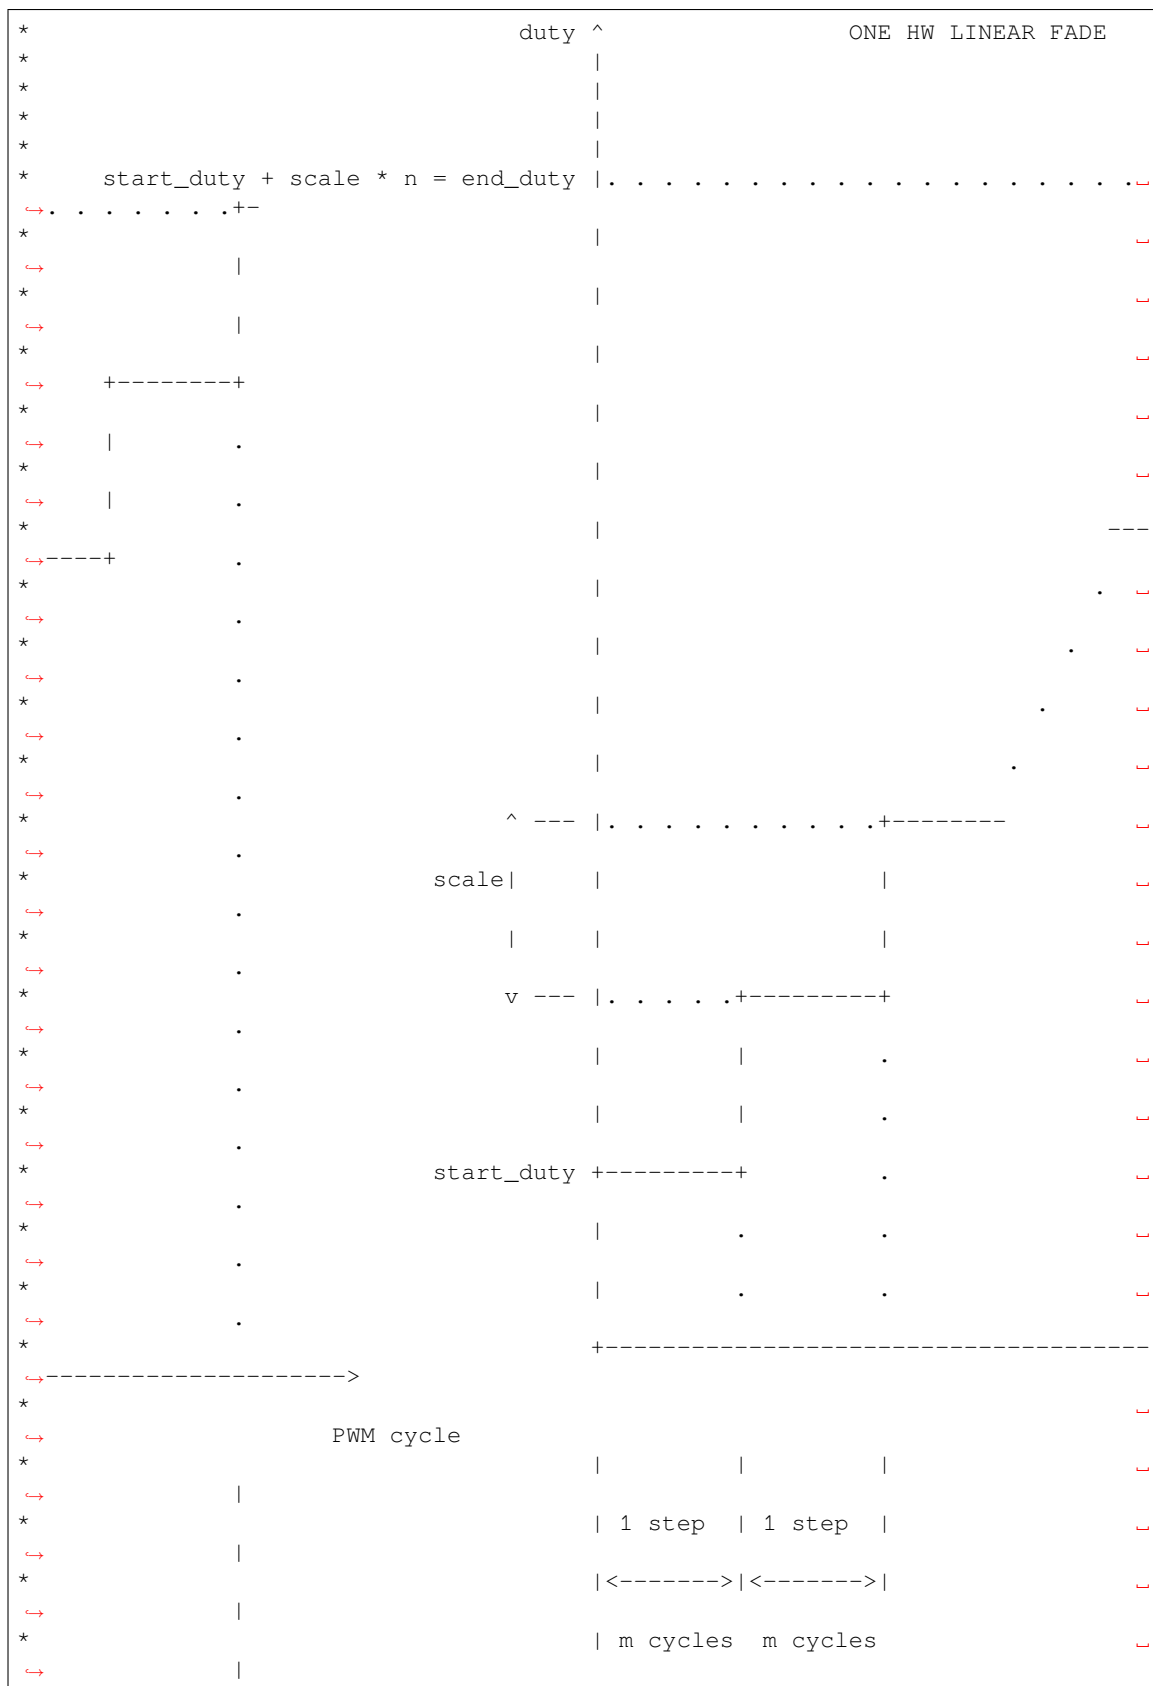 *                                  duty ^                 ONE HW LINEAR FADE
*                                       |
*                                       |
*                                       |
*                                       |
*     start_duty + scale * n = end_duty |. . . . . . . . . . . . . . . . . . .␣
↪. . . . . . .+-
*                                       |                                     ␣
↪             |
*                                       |                                     ␣
↪             |
*                                       |                                     ␣
↪    +--------+
*                                       |                                     ␣
↪    |        .
*                                       |                                     ␣
↪    |        .
*                                       |                                   ---
↪----+        .
*                                       |                                  .  ␣
↪             .
*                                       |                                .    ␣
↪             .
*                                       |                              .      ␣
↪             .
*                                       |                            .        ␣
↪             .
*                                 ^ --- |. . . . . . . . . .+--------         ␣
↪             .
*                            scale|     |                   |                 ␣
↪             .
*                                 |     |                   |                 ␣
↪             .
*                                 v --- |. . . . .+---------+                 ␣
↪             .
*                                       |         |         .                 ␣
↪             .
*                                       |         |         .                 ␣
↪             .
*                            start_duty +---------+         .                 ␣
↪             .
*                                       |         .         .                 ␣
↪             .
*                                       |         .         .                 ␣
↪             .
*                                       +--------------------------------------
↪--------------------->
*                                                                             ␣
↪                    PWM cycle
*                                       |         |         |                 ␣
↪             |
*                                       | 1 step  | 1 step  |                 ␣
↪             |
*                                       |<------->|<------->|                 ␣
↪             |
*                                       | m cycles  m cycles                  ␣
↪             |